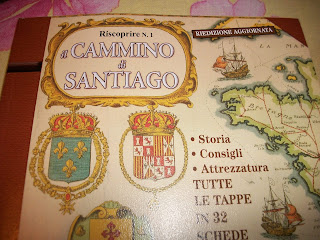 Riscoprire N. 1
RIEDIZIONE AGGIORNATA
il CAMMINO
di
SANTIAGO
• Storia
• Consigli
• Attrezzatura
TUTTE
LE TAPPE
IN 32
SCHEDE